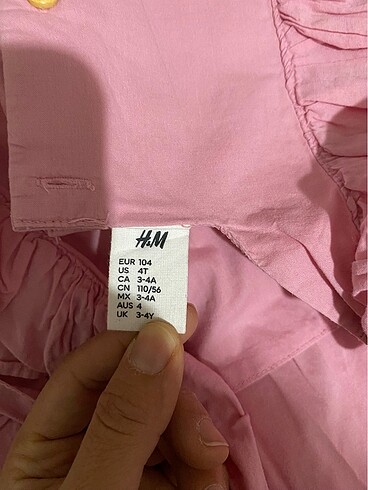 H&M
EUR 104
US 4T
CA 3-4A
CN 110/56
MX 3-4A
AUS 4
UK 3-4Y